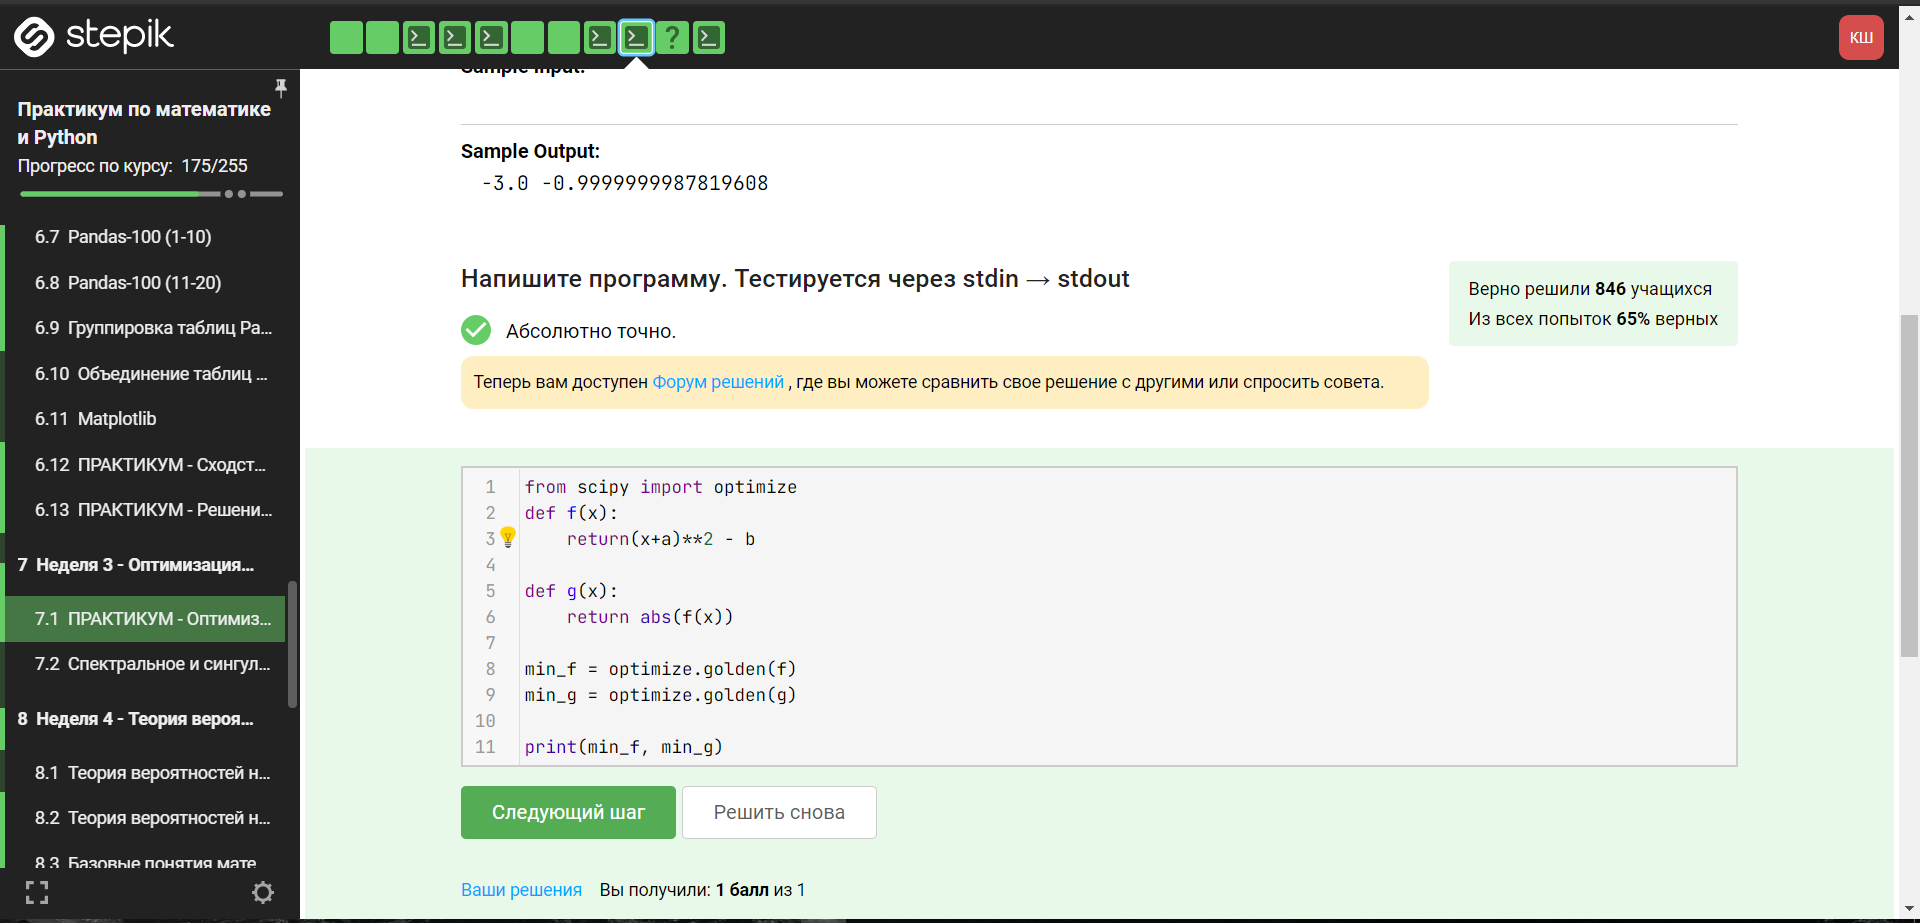 stepik
КШ
Практикум по математике
и Python
Прогресс по курсу: 175/255
6.7 Pandas-100 (1-10)
6.8 Pandas-100 (11-20)
6.9 Группировка таблиц Pa...
6.10 Объединение таблиц ...
6.11 Matplotlib
6.12 ПРАКТИКУМ - Сходст...
6.13 ПРАКТИКУМ - Решени...
7 Неделя 3 - Оптимизация...
7.1 ПРАКТИКУМ - Оптимиз...
7.2 Спектральное и сингул...
8 Неделя 4 - Теория вероя...
8.1 Теория вероятностей н...
8.2 Теория вероятностей н...
8.3 Базовые понятия мате
Sample Input:
Sample Output:
-3.0 -0.9999999987819608
Напишите программу. Тестируется через stdin → stdout
Верно решили 846 учащихся
Из всех попыток 65% верных
Абсолютно точно.
Теперь вам доступен Форум решений , где вы можете сравнить свое решение с другими или спросить совета.
1 from scipy import optimize
2 def f(x):
3 return(x+a)**2 - b
4
5 def g(x):
6 return abs(f(x))
7
8 min_f = optimize.golden(f)
9 min_g = optimize.golden(g)
10
11 print(min_f, min_g)
Следующий шаг
Решить снова
Ваши решения Вы получили: 1 балл из 1